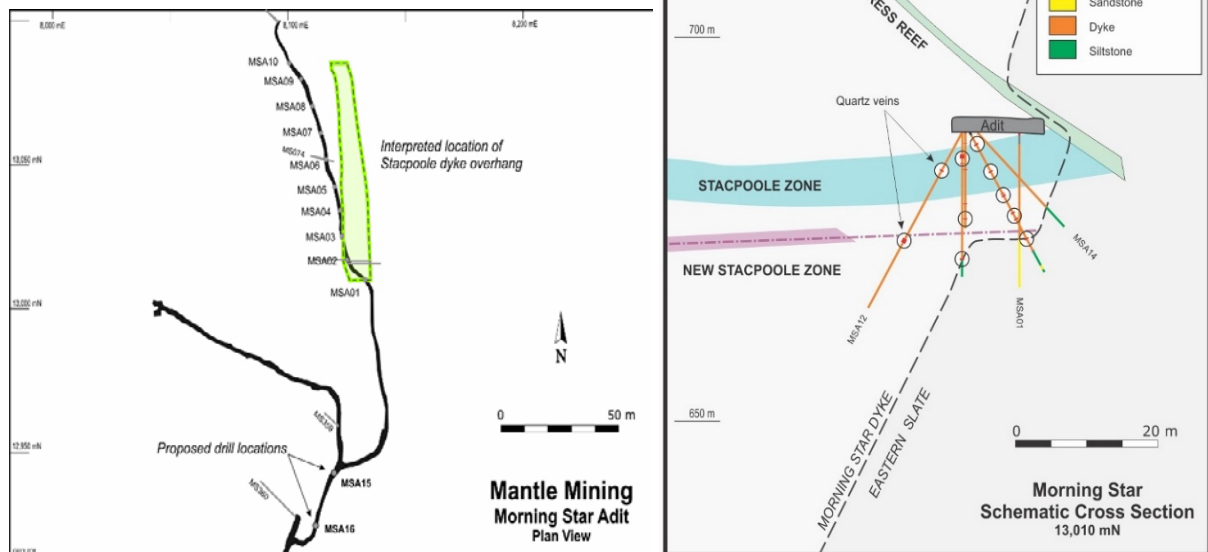 8,000 mE
8,100 mE
8,200 mE
MSA10
MSA09
MSA08
MSA07
MS074
MSA06
MSA05
MSA04
MSA03
MSA02
MSA01
13,050 mN
13,000 mN
12,950 mN
Interpreted location of
Stacpoole dyke overhang
N
0 50 m
MS359
Proposed drill locations
MSA15
MS360
MSA16
Mantle Mining
Morning Star Adit
Plan View
700 m
REEF
Sandstone
Dyke
Siltstone
Quartz veins
Adit
STACPOOLE ZONE
NEW STACPOOLE ZONE
MSA14
MSA01
MSA12
650 m
MORNING STAR DYKE
EASTERN SLATE
0 20 m
Morning Star
Schematic Cross Section
13,010 mN